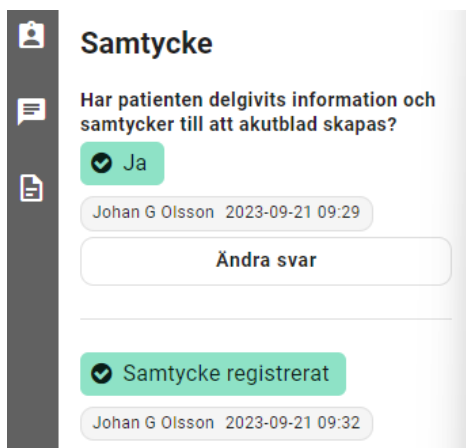 Samtycke
Har patienten delgivits information och
samtycker till att akutblad skapas?
Ja
Johan G Olsson 2023-09-21 09:29
Ändra svar
Samtycke registrerat
Johan G Olsson 2023-09-21 09:32